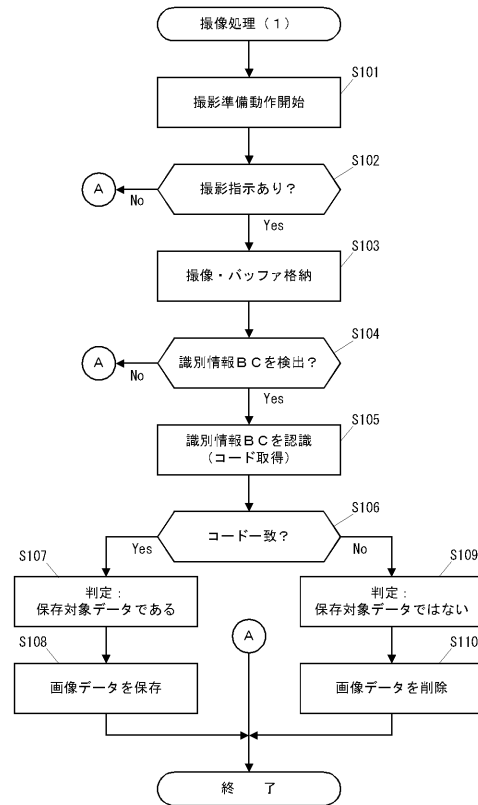 撮像処理（１）
S101
撮影準備動作開始
S102
撮影指示あり？
A
No
Yes
S103
撮像・バッファ格納
S104
識別情報ＢＣを検出？
A
No
Yes
S105
識別情報ＢＣを認識
（コード取得）
S106
コード一致？
Yes
No
S107
判定：
保存対象データである
S109
判定：
保存対象データではない
A
S108
画像データを保存
S110
画像データを削除
終　　了